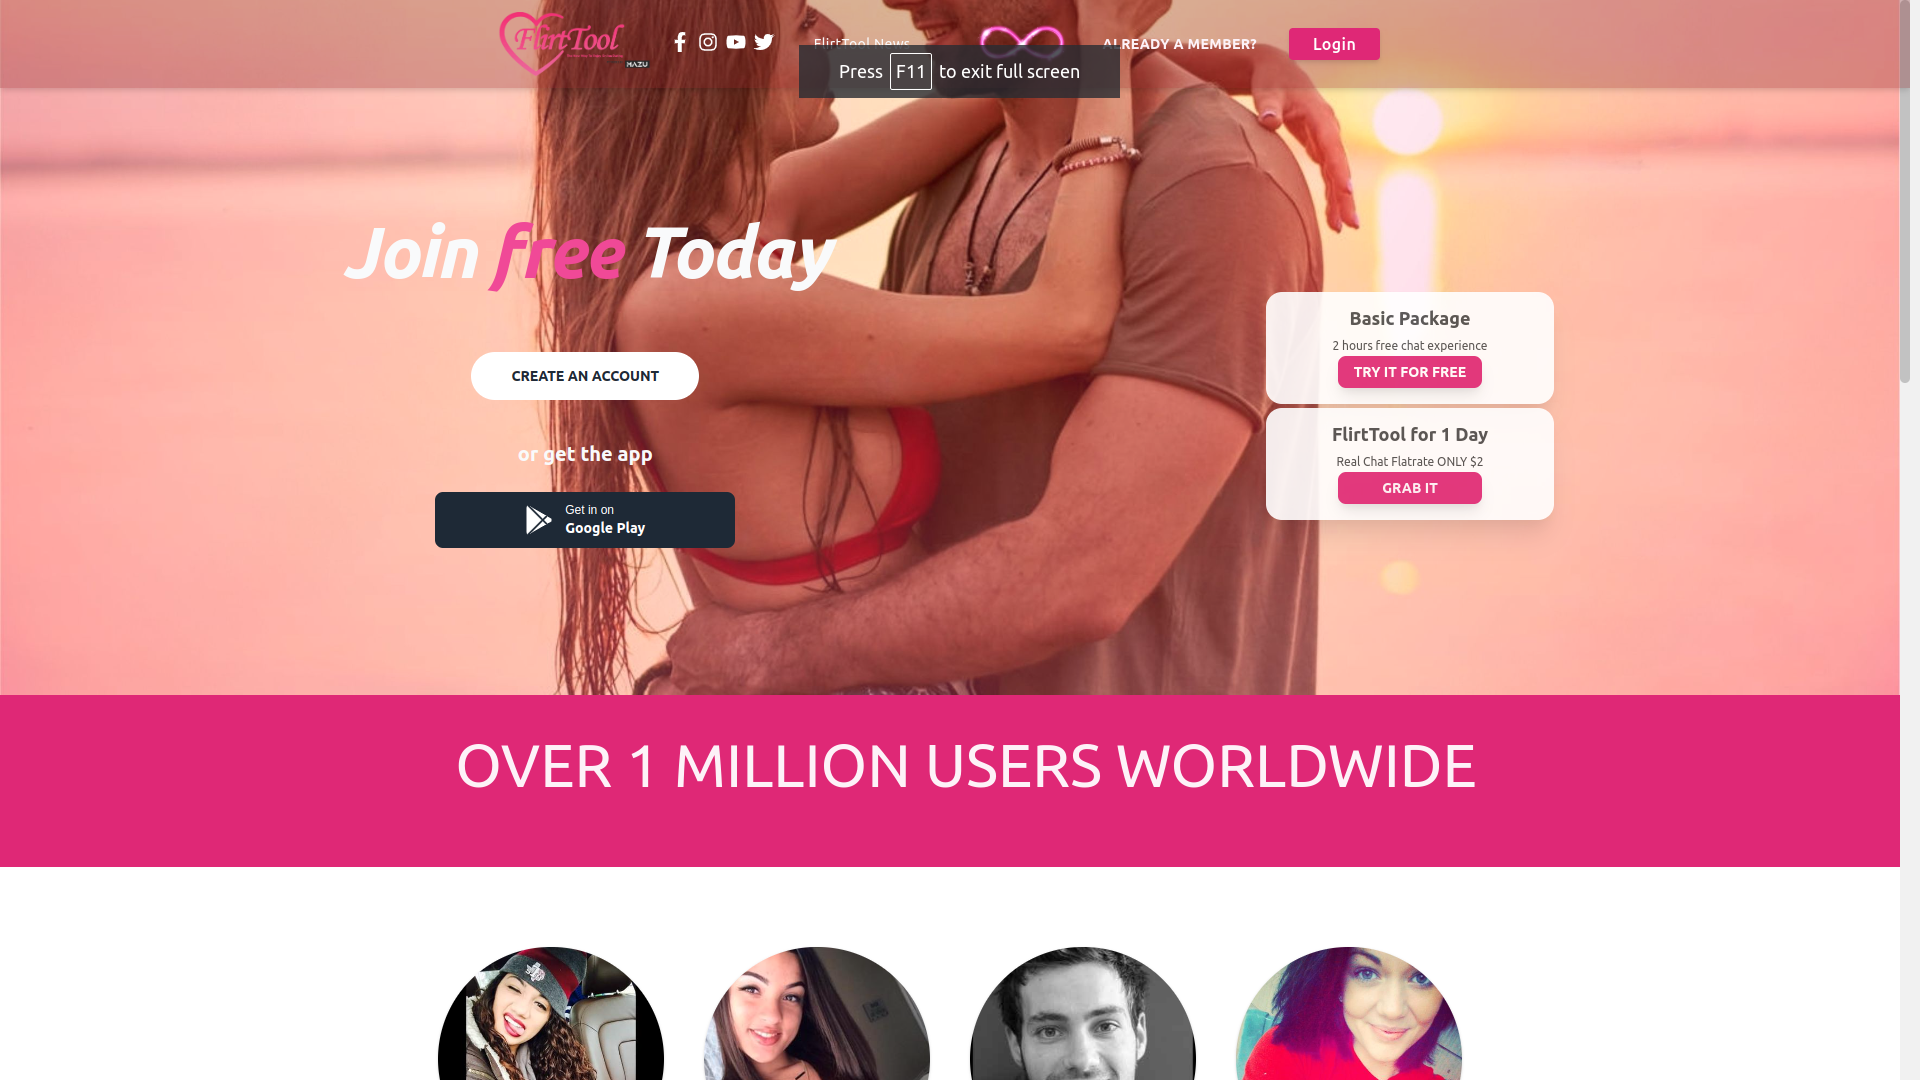 FlirtTool
MAZU
FlirtTool News
ALREADY A MEMBER?
Login
Press F11 to exit full screen
Join free Today
CREATE AN ACCOUNT
or get the app
Get in on
Google Play
Basic Package
2 hours free chat experience
TRY IT FOR FREE
FlirtTool for 1 Day
Real Chat Flatrate ONLY $2
GRAB IT
OVER 1 MILLION USERS WORLDWIDE